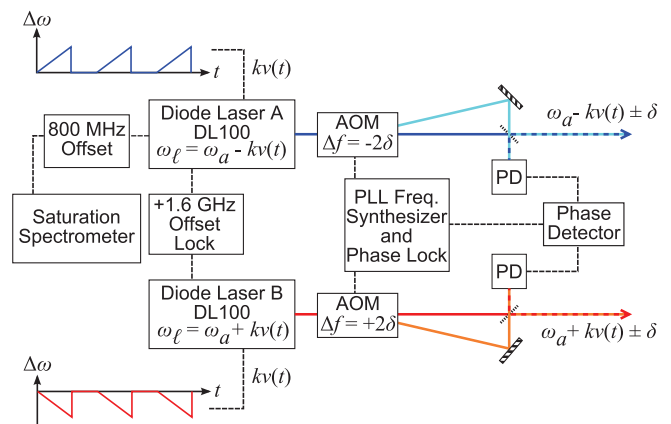 Δω
t
kv(t)
800 MHz
Offset
Diode Laser A
DL100
ω_ℓ = ω_a - kv(t)
AOM
Δf = -2δ
ω_a - kv(t) ± δ
PD
Saturation
Spectrometer
+1.6 GHz
Offset
Lock
PLL Freq.
Synthesizer
and
Phase Lock
Phase
Detector
PD
Diode Laser B
DL100
ω_ℓ = ω_a + kv(t)
AOM
Δf = +2δ
ω_a + kv(t) ± δ
Δω
t
kv(t)